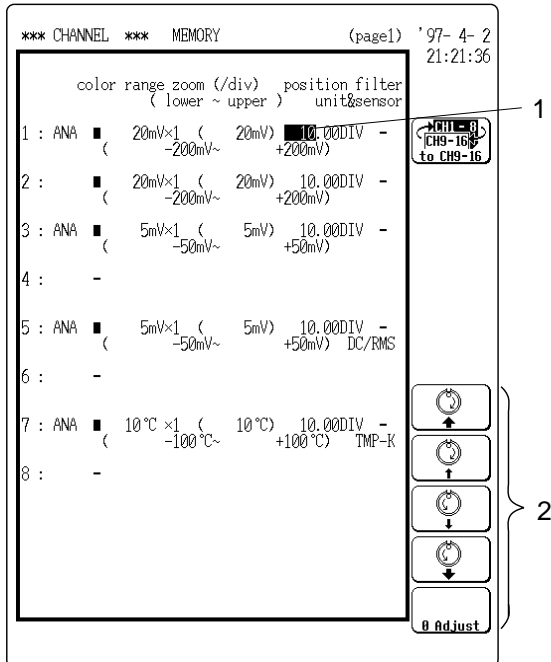 *** CHANNEL *** MEMORY (page1) '97- 4- 2
21:21:36
color range zoom (/div) position filter
( lower ~ upper ) unit&sensor
1 : ANA ■ 20mV×1 ( 20mV) 10.00DIV -
( -200mV~ +200mV)
2 : ■ 20mV×1 ( 20mV) 10.00DIV -
( -200mV~ +200mV)
3 : ANA ■ 5mV×1 ( 5mV) 10.00DIV -
( -50mV~ +50mV)
4 : -
5 : ANA ■ 5mV×1 ( 5mV) 10.00DIV -
( -50mV~ +50mV) DC/RMS
6 : -
7 : ANA ■ 10℃ ×1 ( 10℃) 10.00DIV -
( -100℃~ +100℃) TMP-K
8 : -
1
CH1- 8
CH9-16
to CH9-16
↑
↑
↓
↓
0 Adjust
2